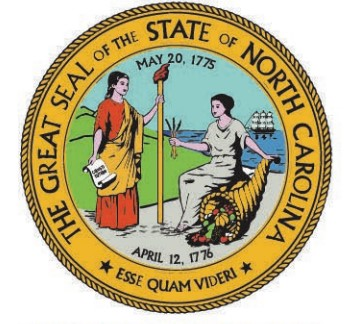 THE GREAT SEAL OF THE STATE OF NORTH CAROLINA
MAY 20, 1775
APRIL 12, 1776
★ ESSE QUAM VIDERI ★